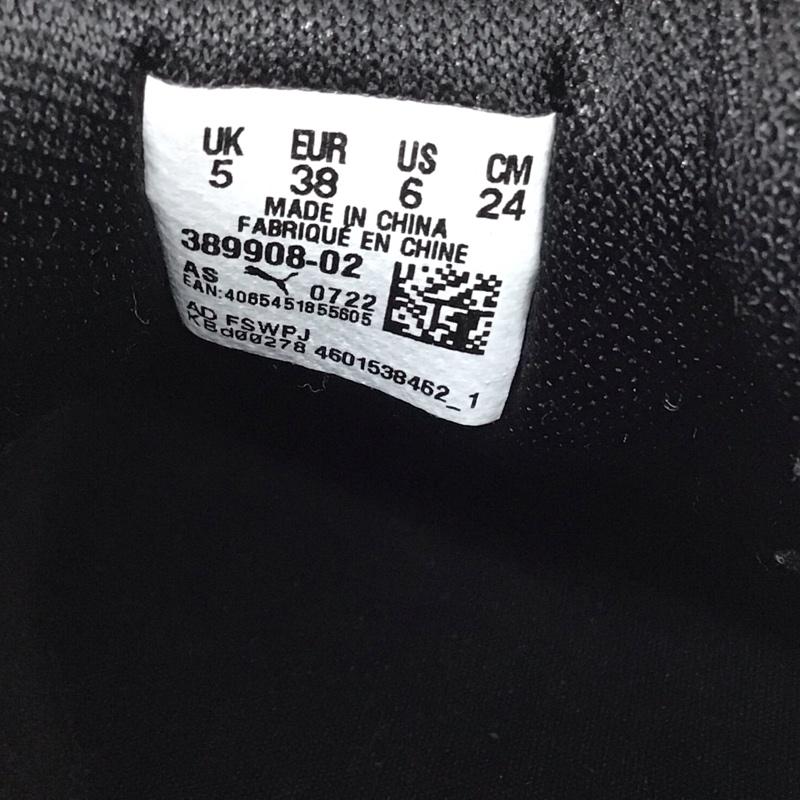 UK EUR US CM
5 38 6 24
MADE IN CHINA
FABRIQUÉ EN CHINE
389908-02
AS 0722
EAN:4065451855605
AD FSWPJ
KBd00278 4601538462_1